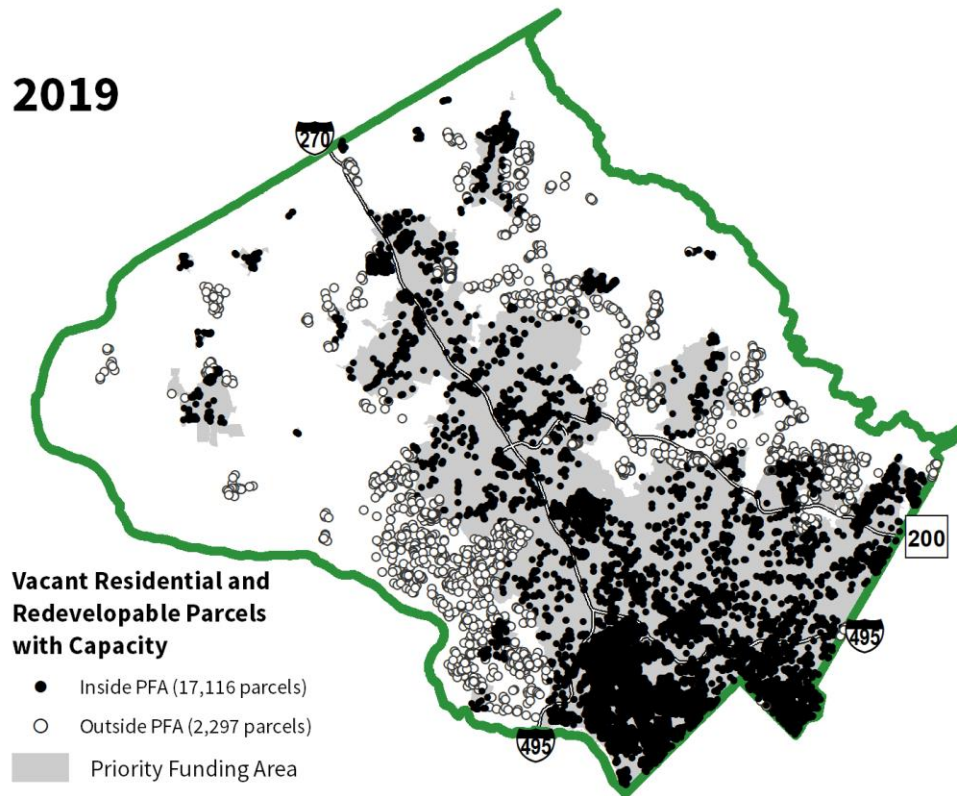 2019
270
200
495
495
Vacant Residential and
Redevelopable Parcels
with Capacity
Inside PFA (17,116 parcels)
Outside PFA (2,297 parcels)
Priority Funding Area